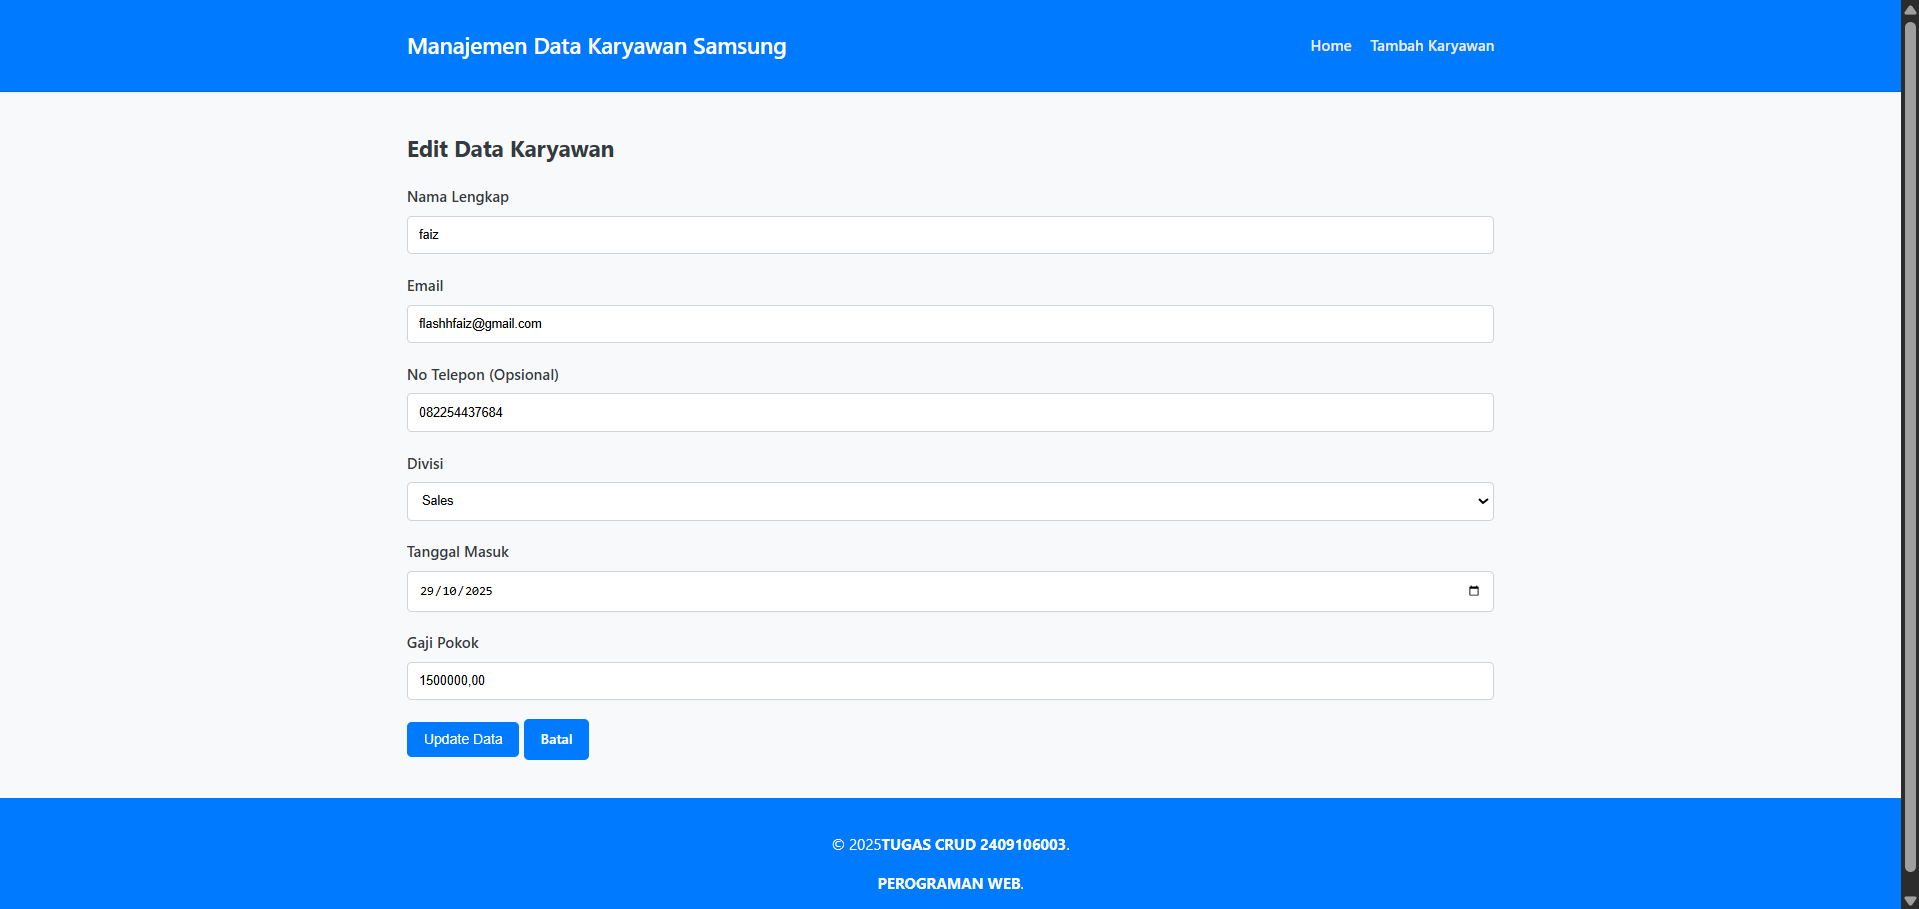 Manajemen Data Karyawan Samsung
Home Tambah Karyawan
Edit Data Karyawan
Nama Lengkap
faiz
Email
flashhfaiz@gmail.com
No Telepon (Opsional)
082254437684
Divisi
Sales
Tanggal Masuk
29/10/2025
Gaji Pokok
1500000,00
Update Data Batal
© 2025TUGAS CRUD 2409106003.
PEROGRAMAN WEB.